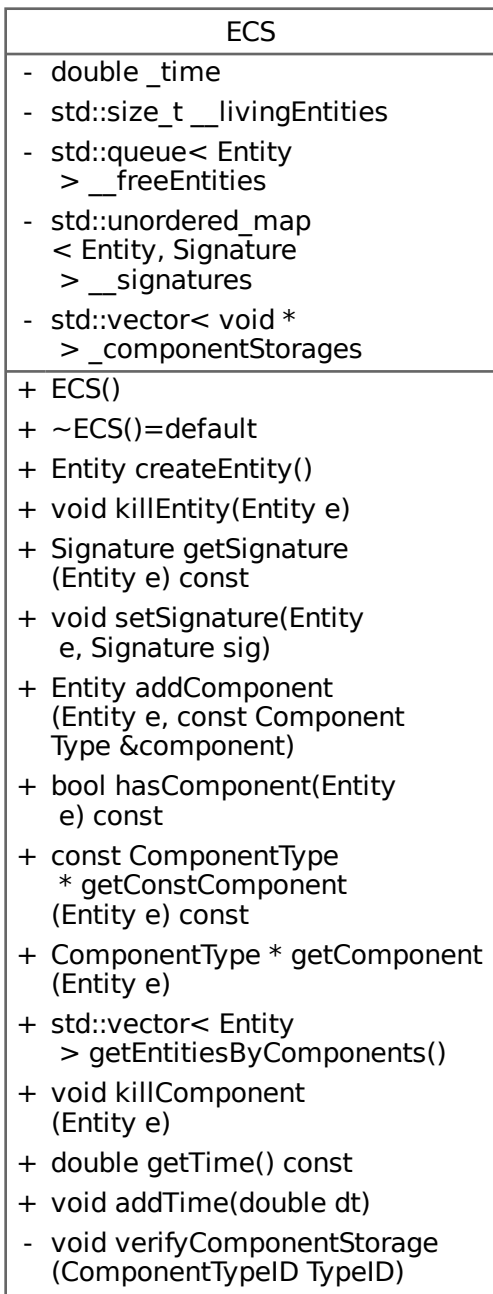 ECS
- double _time
- std::size_t __livingEntities
- std::queue< Entity
> __freeEntities
- std::unordered_map
< Entity, Signature
> __signatures
- std::vector< void *
> _componentStorages
+ ECS()
+ ~ECS()=default
+ Entity createEntity()
+ void killEntity(Entity e)
+ Signature getSignature
(Entity e) const
+ void setSignature(Entity
e, Signature sig)
+ Entity addComponent
(Entity e, const Component
Type &component)
+ bool hasComponent(Entity
e) const
+ const ComponentType
* getConstComponent
(Entity e) const
+ ComponentType * getComponent
(Entity e)
+ std::vector< Entity
> getEntitiesByComponents()
+ void killComponent
(Entity e)
+ double getTime() const
+ void addTime(double dt)
- void verifyComponentStorage
(ComponentTypeID TypeID)